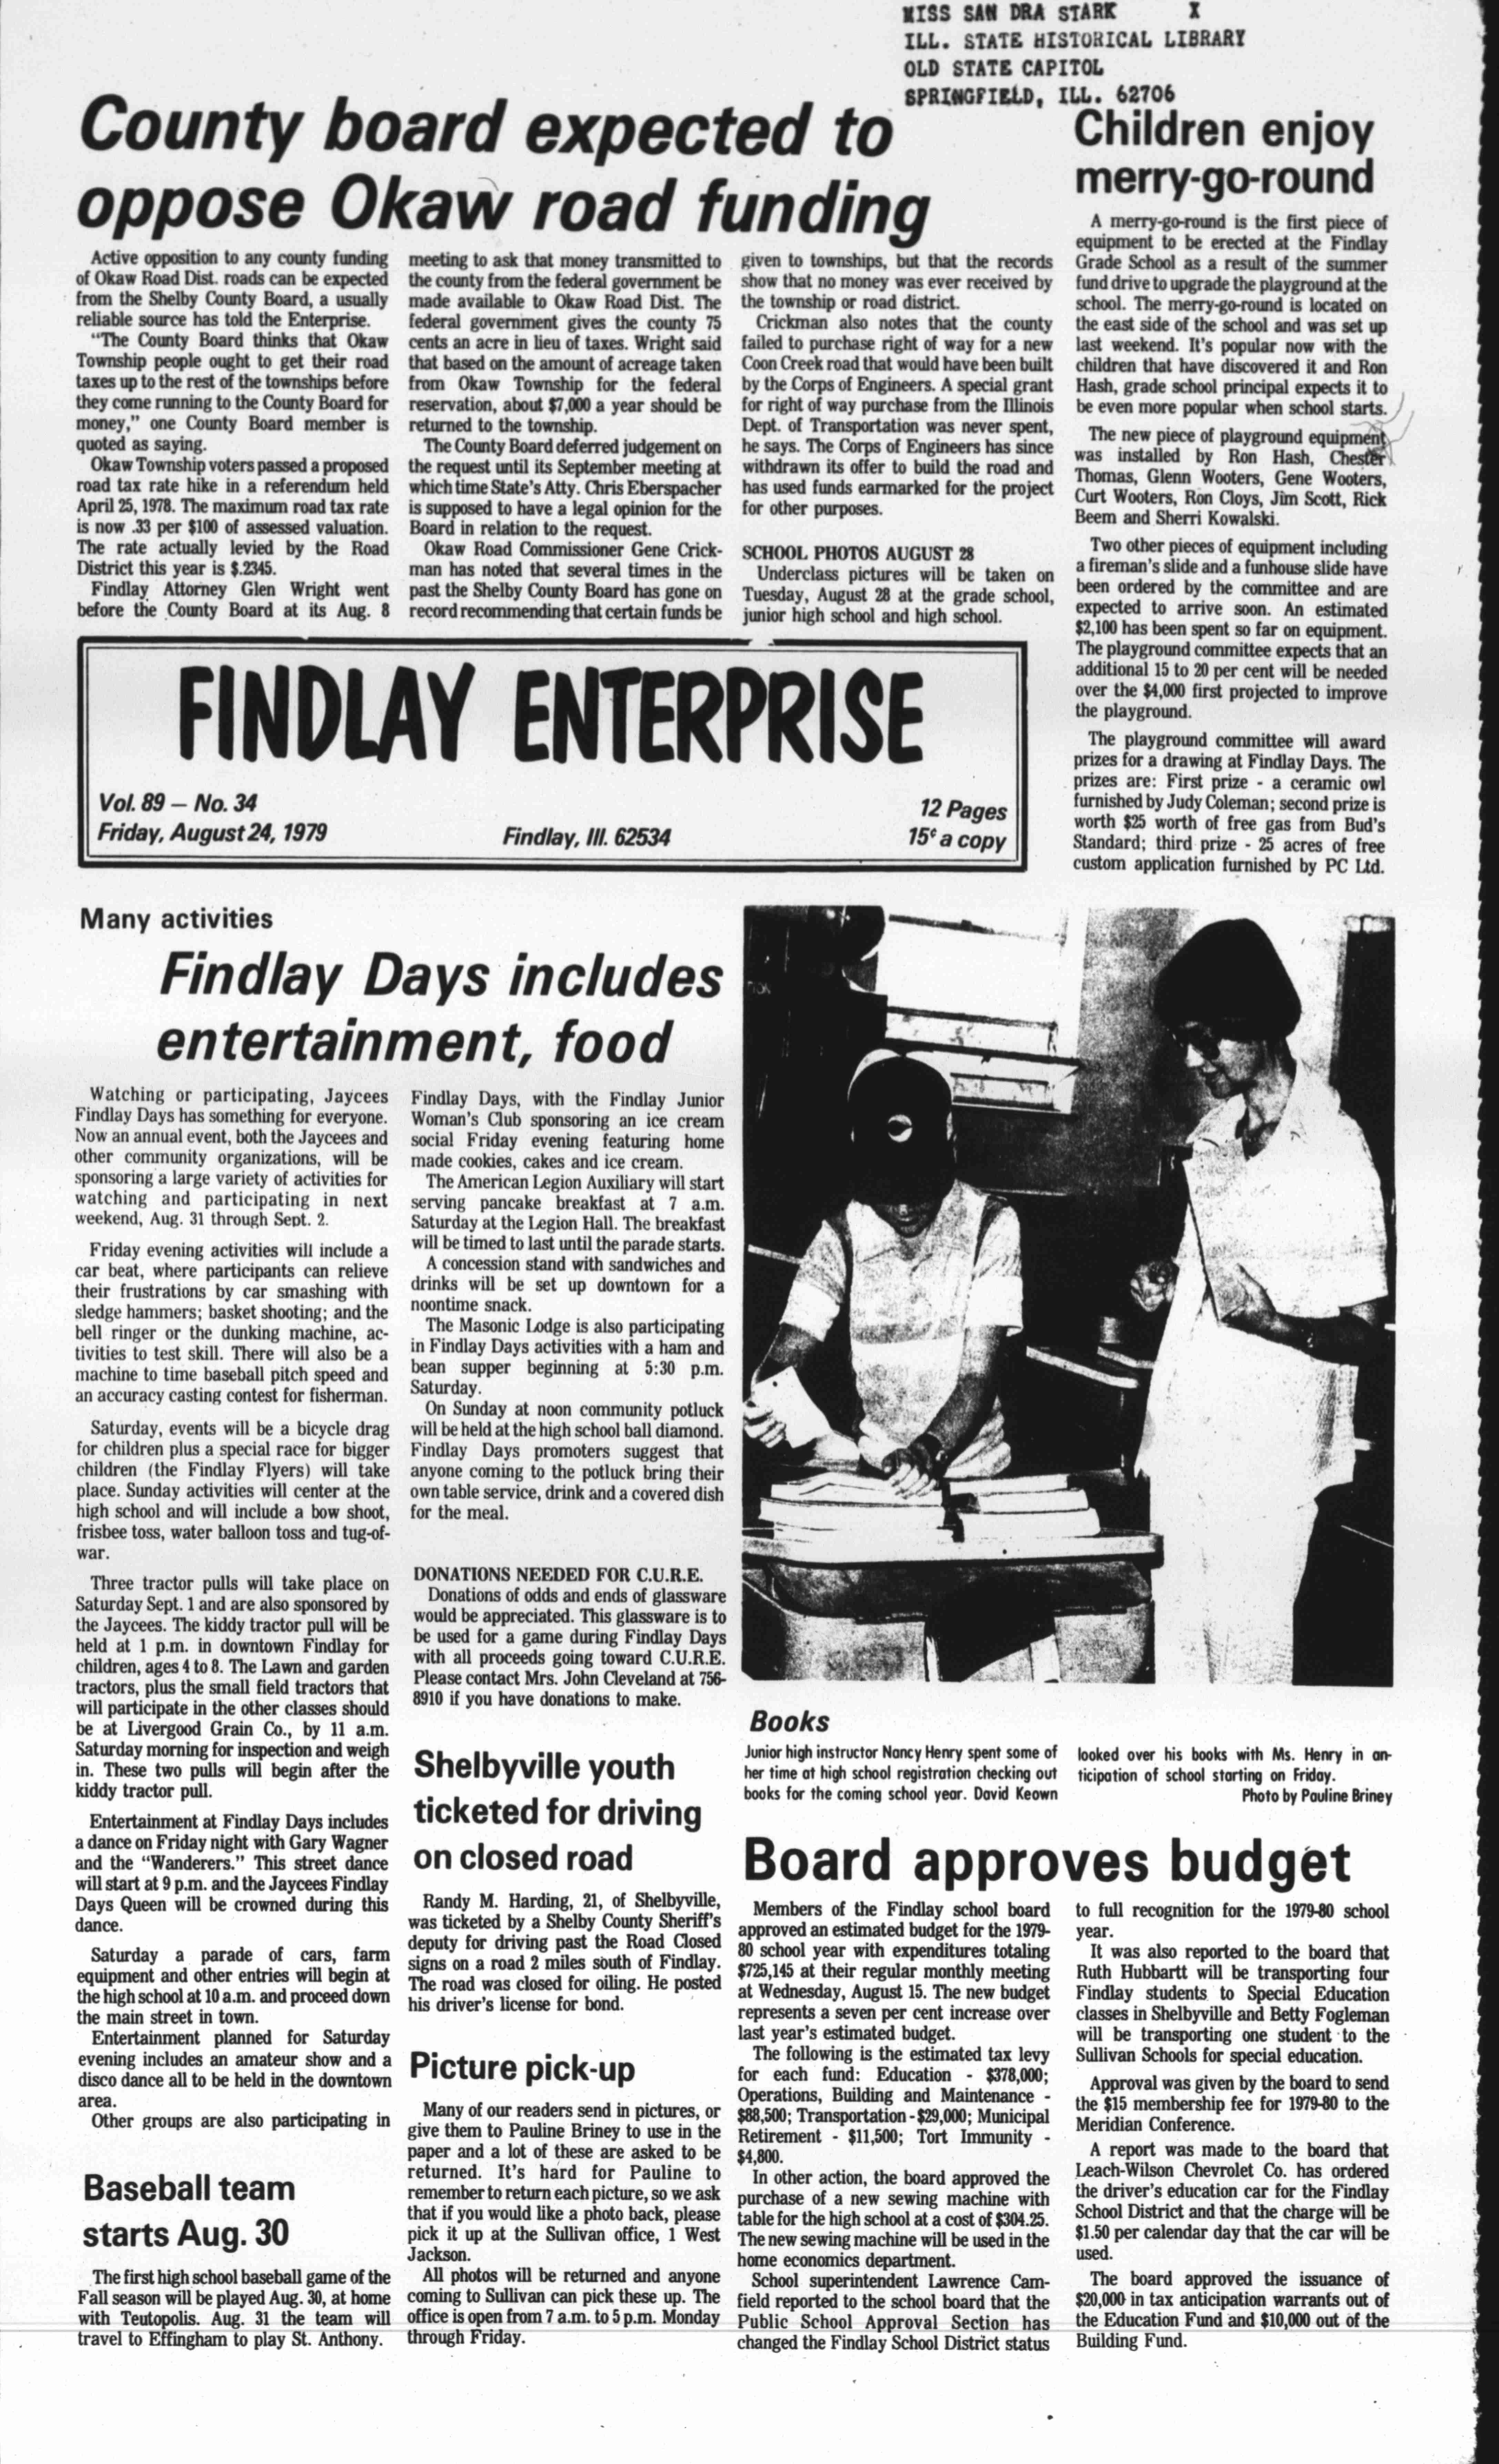 MISS SAN DRA STARK X
ILL. STATE HISTORICAL LIBRARY
OLD STATE CAPITOL
SPRINGFIELD, ILL. 62706
County board expected to
oppose Okaw road funding
Active opposition to any county funding
of Okaw Road Dist. roads can be expected
from the Shelby County Board, a usually
reliable source has told the Enterprise.
"The County Board thinks that Okaw
Township people ought to get their road
taxes up to the rest of the townships before
they come running to the County Board for
money," one County Board member is
quoted as saying.
Okaw Township voters passed a proposed
road tax rate hike in a referendum held
April 25, 1978. The maximum road tax rate
is now .33 per $100 of assessed valuation.
The rate actually levied by the Road
District this year is $.2345.
Findlay Attorney Glen Wright went
before the County Board at its Aug. 8
meeting to ask that money transmitted to
the county from the federal government be
made available to Okaw Road Dist. The
federal government gives the county 75
cents an acre in lieu of taxes. Wright said
that based on the amount of acreage taken
from Okaw Township for the federal
reservation, about $7,000 a year should be
returned to the township.
The County Board deferred judgement on
the request until its September meeting at
which time State's Atty. Chris Eberspacher
is supposed to have a legal opinion for the
Board in relation to the request.
Okaw Road Commissioner Gene Crick-
man has noted that several times in the
past the Shelby County Board has gone on
record recommending that certain funds be
given to townships, but that the records
show that no money was ever received by
the township or road district.
Crickman also notes that the county
failed to purchase right of way for a new
Coon Creek road that would have been built
by the Corps of Engineers. A special grant
for right of way purchase from the Illinois
Dept. of Transportation was never spent,
he says. The Corps of Engineers has since
withdrawn its offer to build the road and
has used funds earmarked for the project
for other purposes.
SCHOOL PHOTOS AUGUST 28
Underclass pictures will be taken on
Tuesday, August 28 at the grade school,
junior high school and high school.
Children enjoy
merry-go-round
A merry-go-round is the first piece of
equipment to be erected at the Findlay
Grade School as a result of the summer
fund drive to upgrade the playground at the
school. The merry-go-round is located on
the east side of the school and was set up
last weekend. It's popular now with the
children that have discovered it and Ron
Hash, grade school principal expects it to
be even more popular when school starts.
The new piece of playground equipment
was installed by Ron Hash, Chester
Thomas, Glenn Wooters, Gene Wooters,
Curt Wooters, Ron Cloys, Jim Scott, Rick
Beem and Sherri Kowalski.
Two other pieces of equipment including
a fireman's slide and a funhouse slide have
been ordered by the committee and are
expected to arrive soon. An estimated
$2,100 has been spent so far on equipment.
The playground committee expects that an
additional 15 to 20 per cent will be needed
over the $4,000 first projected to improve
the playground.
The playground committee will award
prizes for a drawing at Findlay Days. The
prizes are: First prize - a ceramic owl
furnished by Judy Coleman; second prize is
worth $25 worth of free gas from Bud's
Standard; third prize - 25 acres of free
custom application furnished by PC Ltd.
FINDLAY ENTERPRISE
Vol. 89 — No. 34
Friday, August 24, 1979
Findlay, Ill. 62534
12 Pages
15¢ a copy
Many activities
Findlay Days includes
entertainment, food
Watching or participating, Jaycees
Findlay Days has something for everyone.
Now an annual event, both the Jaycees and
other community organizations, will be
sponsoring a large variety of activities for
watching and participating in next
weekend, Aug. 31 through Sept. 2.
Friday evening activities will include a
car beat, where participants can relieve
their frustrations by car smashing with
sledge hammers; basket shooting; and the
bell ringer or the dunking machine, ac-
tivities to test skill. There will also be a
machine to time baseball pitch speed and
an accuracy casting contest for fisherman.
Saturday, events will be a bicycle drag
for children plus a special race for bigger
children (the Findlay Flyers) will take
place. Sunday activities will center at the
high school and will include a bow shoot,
frisbee toss, water balloon toss and tug-of-
war.
Three tractor pulls will take place on
Saturday Sept. 1 and are also sponsored by
the Jaycees. The kiddy tractor pull will be
held at 1 p.m. in downtown Findlay for
children, ages 4 to 8. The Lawn and garden
tractors, plus the small field tractors that
will participate in the other classes should
be at Livergood Grain Co., by 11 a.m.
Saturday morning for inspection and weigh
in. These two pulls will begin after the
kiddy tractor pull.
Entertainment at Findlay Days includes
a dance on Friday night with Gary Wagner
and the "Wanderers." This street dance
will start at 9 p.m. and the Jaycees Findlay
Days Queen will be crowned during this
dance.
Saturday a parade of cars, farm
equipment and other entries will begin at
the high school at 10 a.m. and proceed down
the main street in town.
Entertainment planned for Saturday
evening includes an amateur show and a
disco dance all to be held in the downtown
area.
Other groups are also participating in
Findlay Days, with the Findlay Junior
Woman's Club sponsoring an ice cream
social Friday evening featuring home
made cookies, cakes and ice cream.
The American Legion Auxiliary will start
serving pancake breakfast at 7 a.m.
Saturday at the Legion Hall. The breakfast
will be timed to last until the parade starts.
A concession stand with sandwiches and
drinks will be set up downtown for a
noontime snack.
The Masonic Lodge is also participating
in Findlay Days activities with a ham and
bean supper beginning at 5:30 p.m.
Saturday.
On Sunday at noon community potluck
will be held at the high school ball diamond.
Findlay Days promoters suggest that
anyone coming to the potluck bring their
own table service, drink and a covered dish
for the meal.
DONATIONS NEEDED FOR C.U.R.E.
Donations of odds and ends of glassware
would be appreciated. This glassware is to
be used for a game during Findlay Days
with all proceeds going toward C.U.R.E.
Please contact Mrs. John Cleveland at 756-
8910 if you have donations to make.
Baseball team
starts Aug. 30
The first high school baseball game of the
Fall season will be played Aug. 30, at home
with Teutopolis. Aug. 31 the team will
travel to Effingham to play St. Anthony.
Shelbyville youth
ticketed for driving
on closed road
Randy M. Harding, 21, of Shelbyville,
was ticketed by a Shelby County Sheriff's
deputy for driving past the Road Closed
signs on a road 2 miles south of Findlay.
The road was closed for oiling. He posted
his driver's license for bond.
Picture pick-up
Many of our readers send in pictures, or
give them to Pauline Briney to use in the
paper and a lot of these are asked to be
returned. It's hard for Pauline to
remember to return each picture, so we ask
that if you would like a photo back, please
pick it up at the Sullivan office, 1 West
Jackson.
All photos will be returned and anyone
coming to Sullivan can pick these up. The
office is open from 7 a.m. to 5 p.m. Monday
through Friday.
Books
Junior high instructor Nancy Henry spent some of
her time at high school registration checking out
books for the coming school year. David Keown
looked over his books with Ms. Henry in an-
ticipation of school starting on Friday.
Photo by Pauline Briney
Board approves budget
Members of the Findlay school board
approved an estimated budget for the 1979-
80 school year with expenditures totaling
$725,145 at their regular monthly meeting
at Wednesday, August 15. The new budget
represents a seven per cent increase over
last year's estimated budget.
The following is the estimated tax levy
for each fund: Education - $378,000;
Operations, Building and Maintenance -
$88,500; Transportation - $29,000; Municipal
Retirement - $11,500; Tort Immunity -
$4,800.
In other action, the board approved the
purchase of a new sewing machine with
table for the high school at a cost of $304.25.
The new sewing machine will be used in the
home economics department.
School superintendent Lawrence Cam-
field reported to the school board that the
Public School Approval Section has
changed the Findlay School District status
to full recognition for the 1979-80 school
year.
It was also reported to the board that
Ruth Hubbartt will be transporting four
Findlay students to Special Education
classes in Shelbyville and Betty Fogleman
will be transporting one student to the
Sullivan Schools for special education.
Approval was given by the board to send
the $15 membership fee for 1979-80 to the
Meridian Conference.
A report was made to the board that
Leach-Wilson Chevrolet Co. has ordered
the driver's education car for the Findlay
School District and that the charge will be
$1.50 per calendar day that the car will be
used.
The board approved the issuance of
$20,000 in tax anticipation warrants out of
the Education Fund and $10,000 out of the
Building Fund.